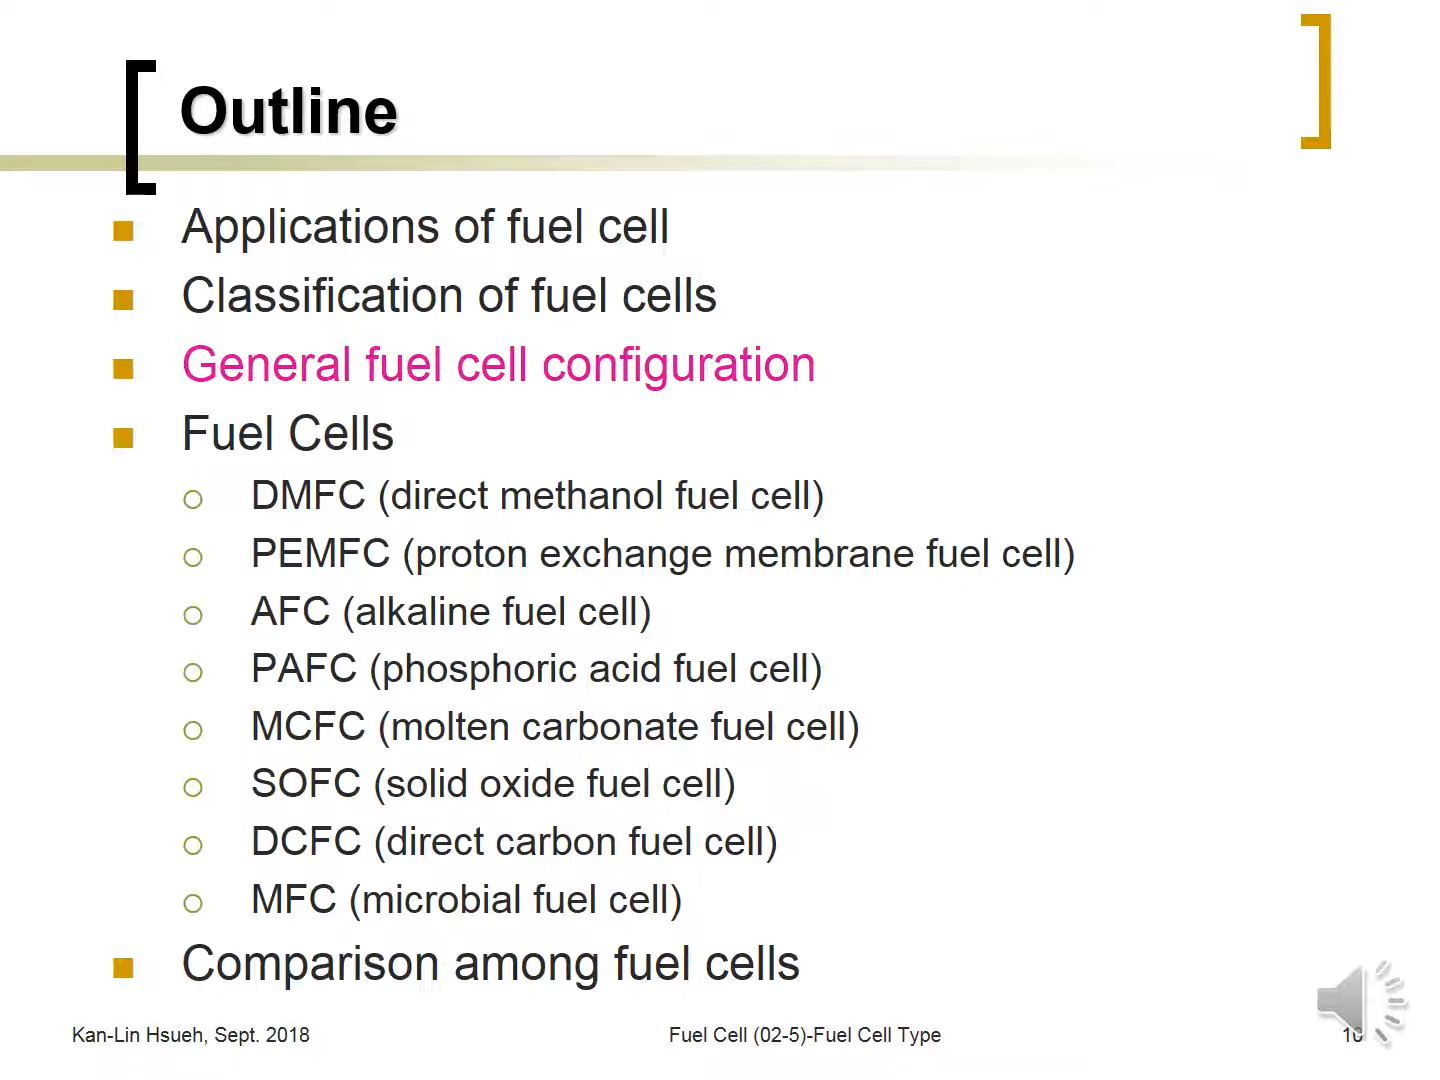 Outline
Applications of fuel cell
Classification of fuel cells
General fuel cell configuration
Fuel Cells
DMFC (direct methanol fuel cell)
PEMFC (proton exchange membrane fuel cell)
AFC (alkaline fuel cell)
PAFC (phosphoric acid fuel cell)
MCFC (molten carbonate fuel cell)
SOFC (solid oxide fuel cell)
DCFC (direct carbon fuel cell)
MFC (microbial fuel cell)
Comparison among fuel cells
Kan-Lin Hsueh, Sept. 2018
Fuel Cell (02-5)-Fuel Cell Type